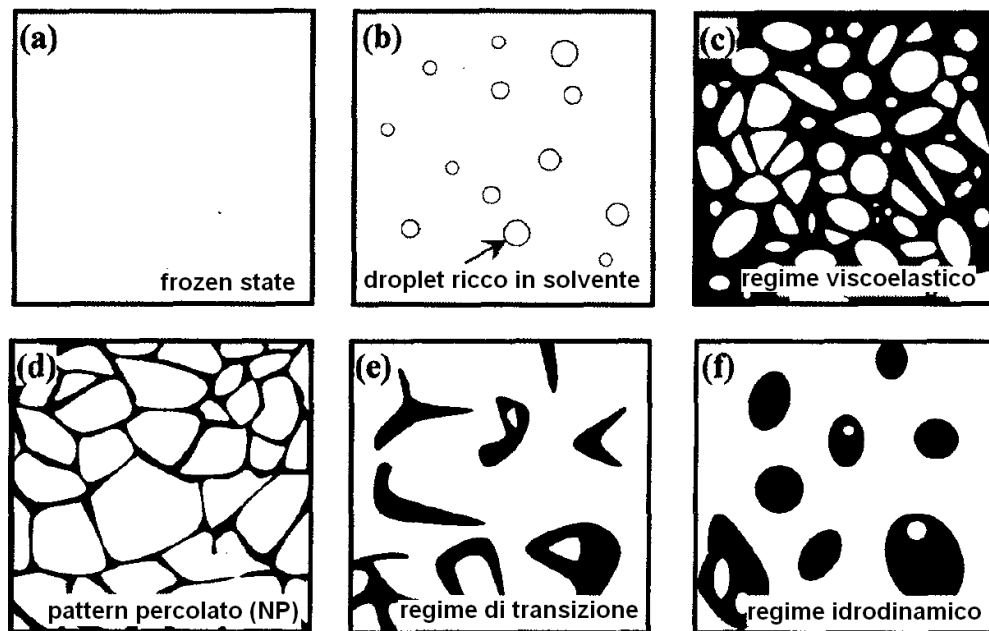 (a)
frozen state
(b)
droplet ricco in solvente
(c)
regime viscoelastico
(d)
pattern percolato (NP)
(e)
regime di transizione
(f)
regime idrodinamico